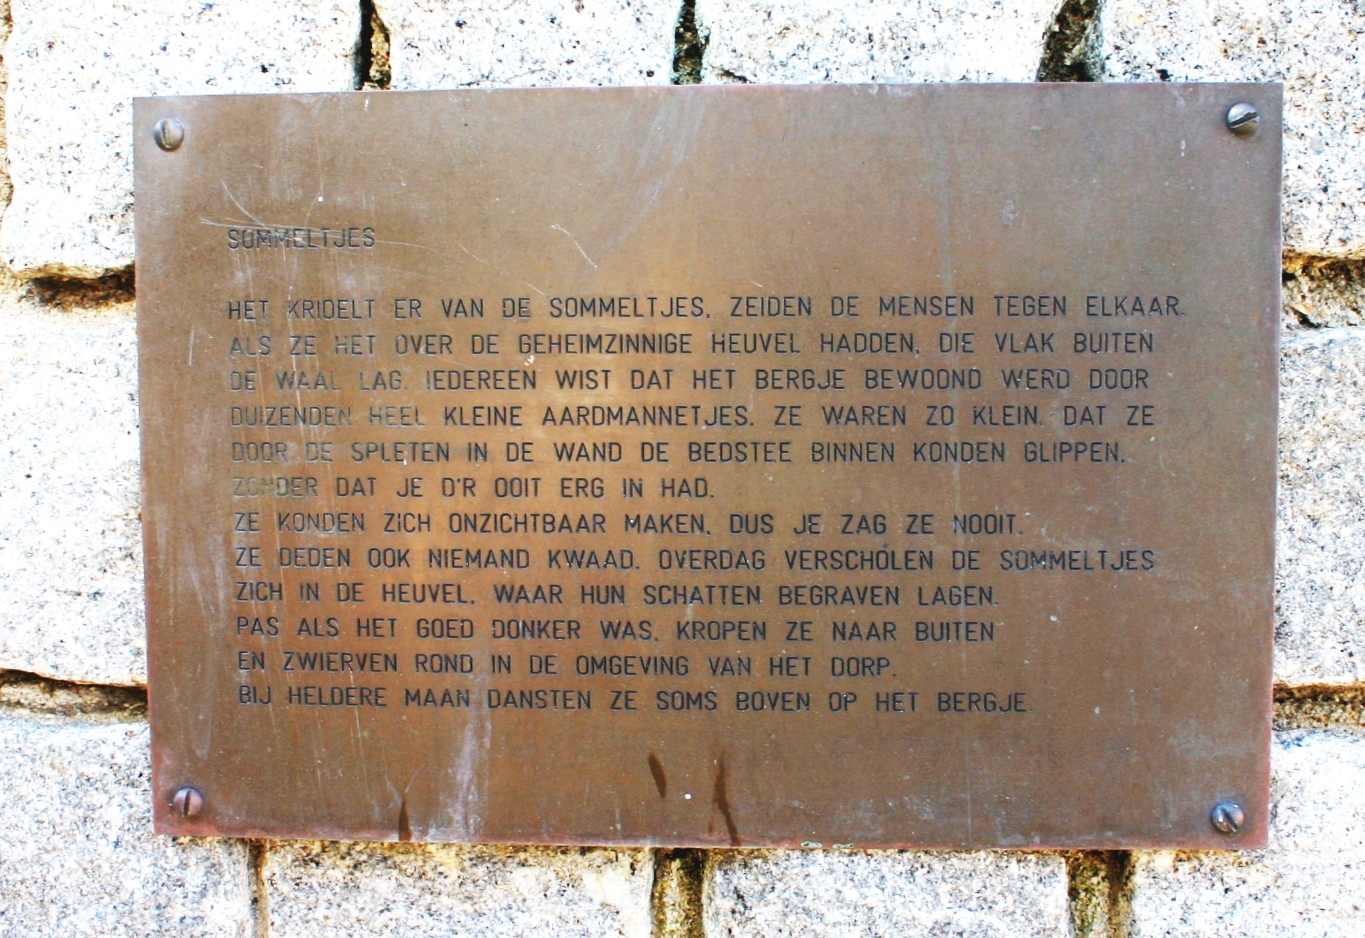 SOMMELTJES
HET KRIOELT ER VAN DE SOMMELTJES, ZEIDEN DE MENSEN TEGEN ELKAAR.
ALS ZE HET OVER DE GEHEIMZINNIGE HEUVEL HADDEN, DIE VLAK BUITEN
DE WAAL LAG. IEDEREEN WIST DAT HET BERGJE BEWOOND WERD DOOR
DUIZENDEN HEEL KLEINE AARDMANNETJES. ZE WAREN ZO KLEIN, DAT ZE
DOOR DE SPLETEN IN DE WAND DE BEDSTEE BINNEN KONDEN GLIPPEN,
ZONDER DAT JE D'R OOIT ERG IN HAD.
ZE KONDEN ZICH ONZICHTBAAR MAKEN, DUS JE ZAG ZE NOOIT.
ZE DEDEN OOK NIEMAND KWAAD. OVERDAG VERSCHOLEN DE SOMMELTJES
ZICH IN DE HEUVEL, WAAR HUN SCHATTEN BEGRAVEN LAGEN.
PAS ALS HET GOED DONKER WAS, KROPEN ZE NAAR BUITEN
EN ZWIERVEN ROND IN DE OMGEVING VAN HET DORP.
BIJ HELDERE MAAN DANSTEN ZE SOMS BOVEN OP HET BERGJE.